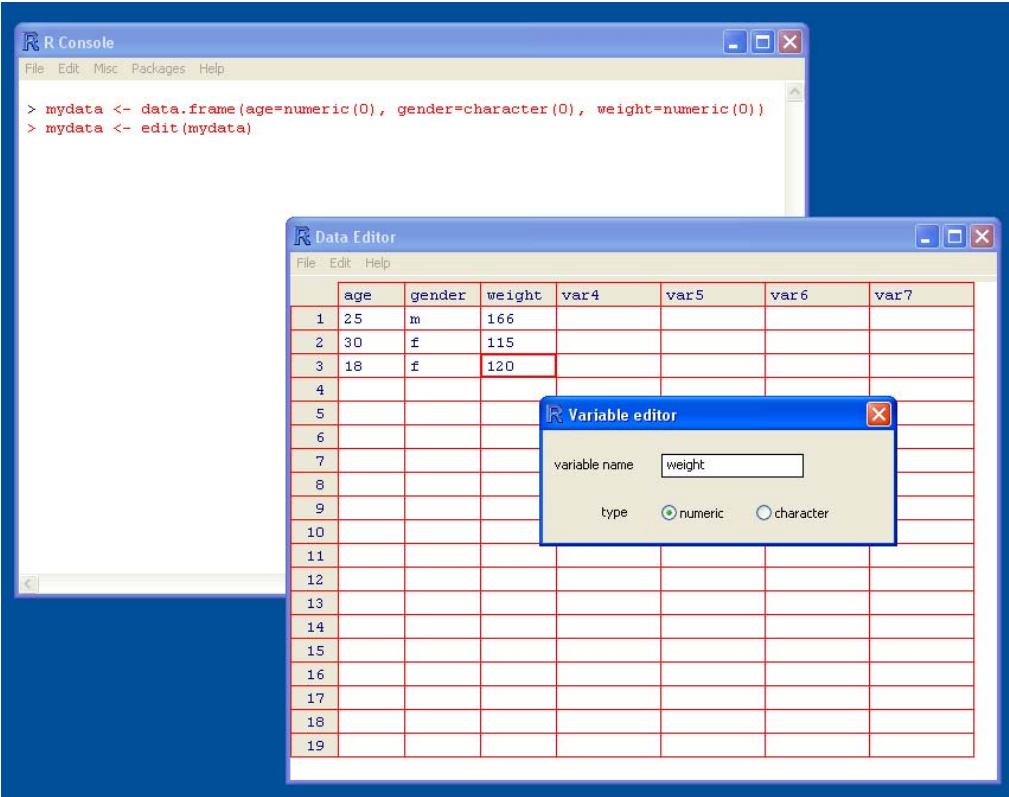 R Console
File Edit Misc Packages Help
> mydata <- data.frame(age=numeric(0), gender=character(0), weight=numeric(0))
> mydata <- edit(mydata)
Data Editor
File Edit Help
age gender weight var4 var5 var6 var7
1 25 m 166
2 30 f 115
3 18 f 120
4
5
6
7
8
9
10
11
12
13
14
15
16
17
18
19
Variable editor
variable name weight
type numeric character